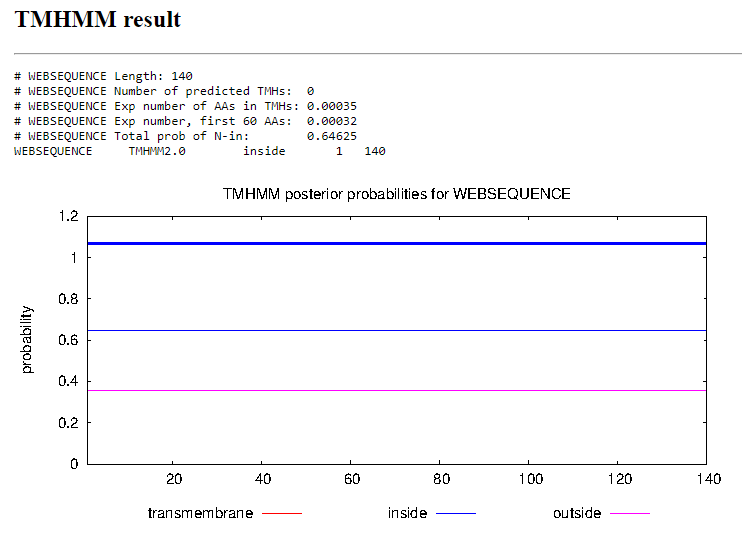 TMHMM result
# WEBSEQUENCE Length: 140
# WEBSEQUENCE Number of predicted TMHs:  0
# WEBSEQUENCE Exp number of AAs in TMHs: 0.00035
# WEBSEQUENCE Exp number, first 60 AAs:  0.00032
# WEBSEQUENCE Total prob of N-in:        0.64625
WEBSEQUENCE     TMHMM2.0        inside       1   140
TMHMM posterior probabilities for WEBSEQUENCE
1.2
1
0.8
0.6
0.4
0.2
0
probability
20 40 60 80 100 120 140
transmembrane inside outside